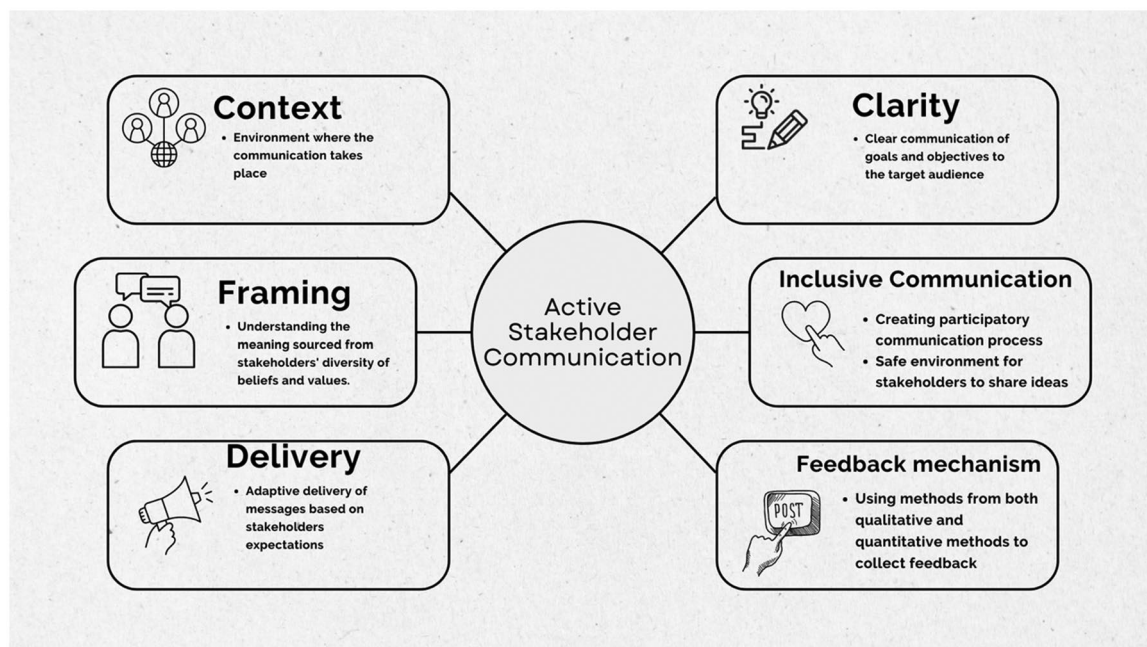 Context
• Environment where the
communication takes
place
Clarity
• Clear communication of
goals and objectives to
the target audience
Framing
• Understanding the
meaning sourced from
stakeholders' diversity of
beliefs and values.
Active
Stakeholder
Communication
Inclusive Communication
• Creating participatory
communication process
• Safe environment for
stakeholders to share ideas
Delivery
• Adaptive delivery of
messages based on
stakeholders
expectations
Feedback mechanism
POST
• Using methods from both
qualitative and
quantitative methods to
collect feedback